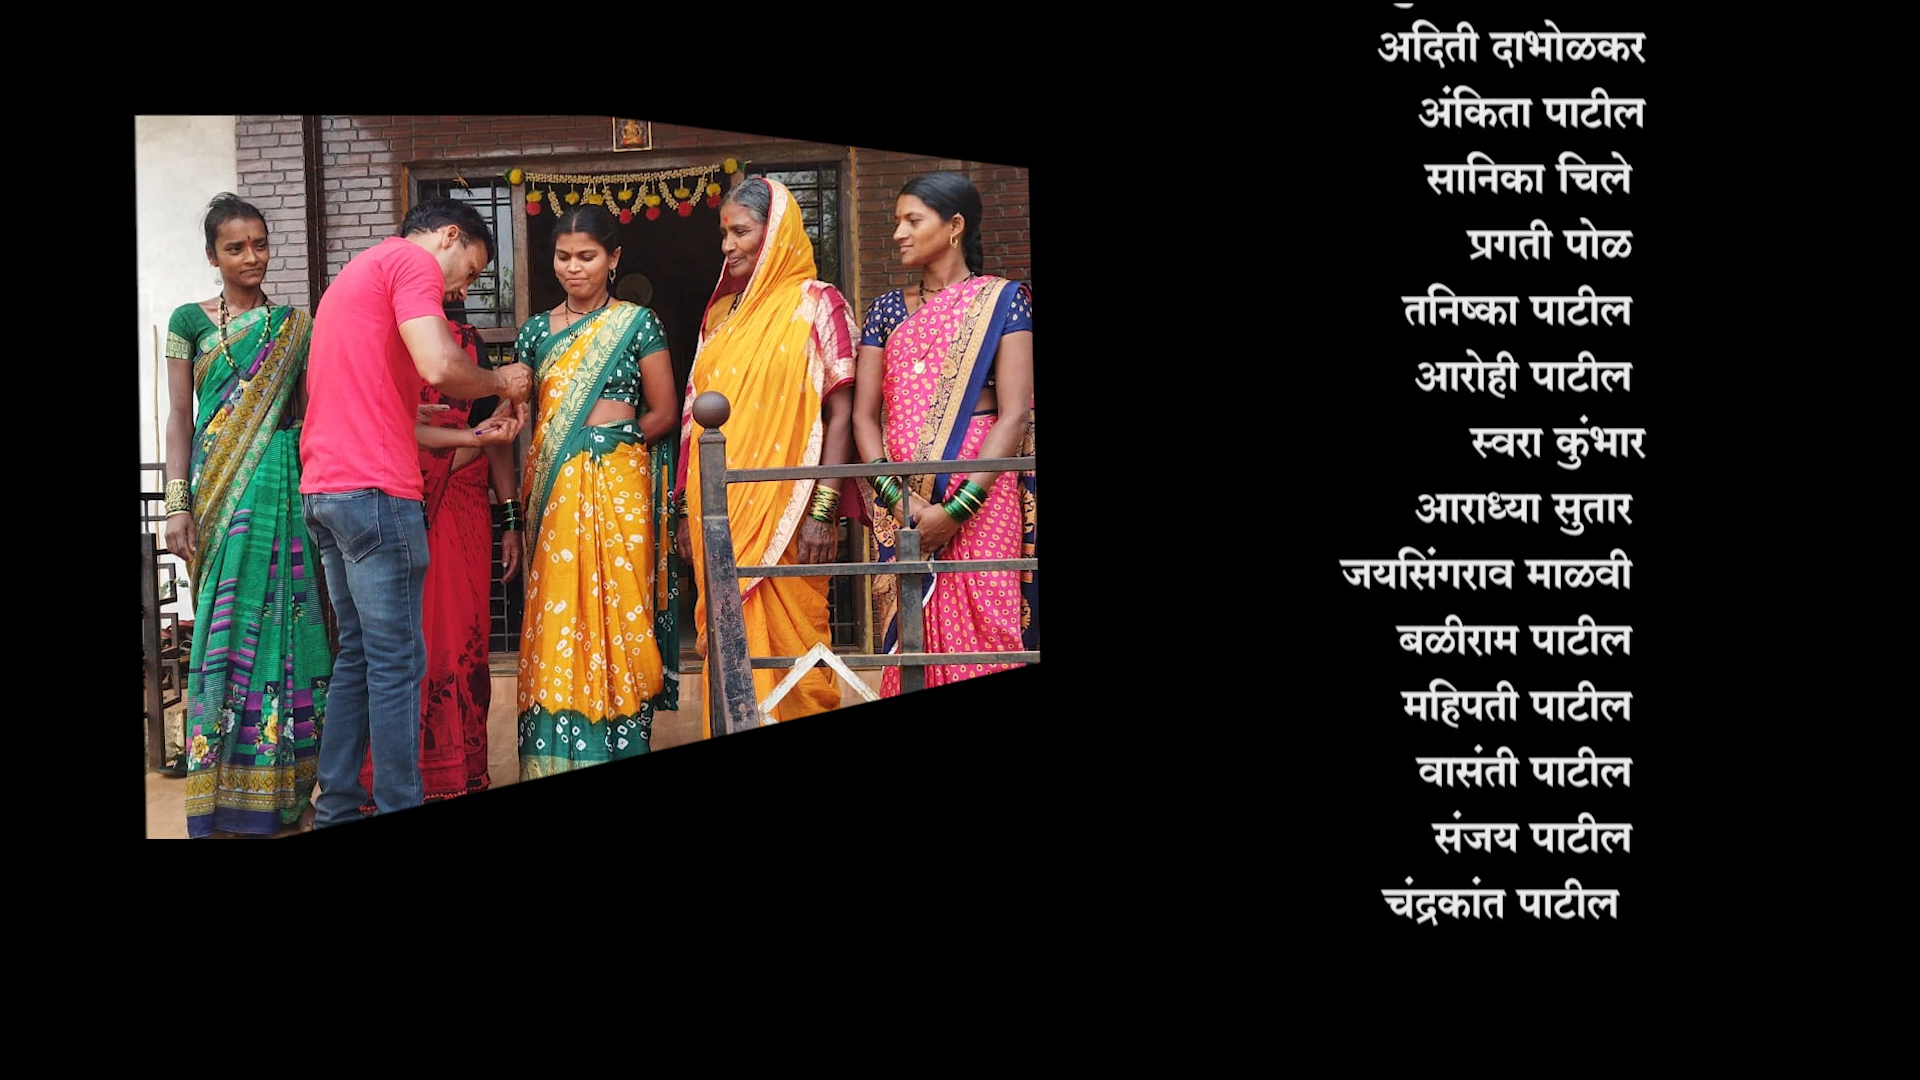 अदिती दाभोळकर
अंकिता पाटील
सानिका चिले
प्रगती पोळ
तनिष्का पाटील
आरोही पाटील
स्वरा कुंभार
आराध्या सुतार
जयसिंगराव माळवी
बळीराम पाटील
महिपती पाटील
वासंती पाटील
संजय पाटील
चंद्रकांत पाटील